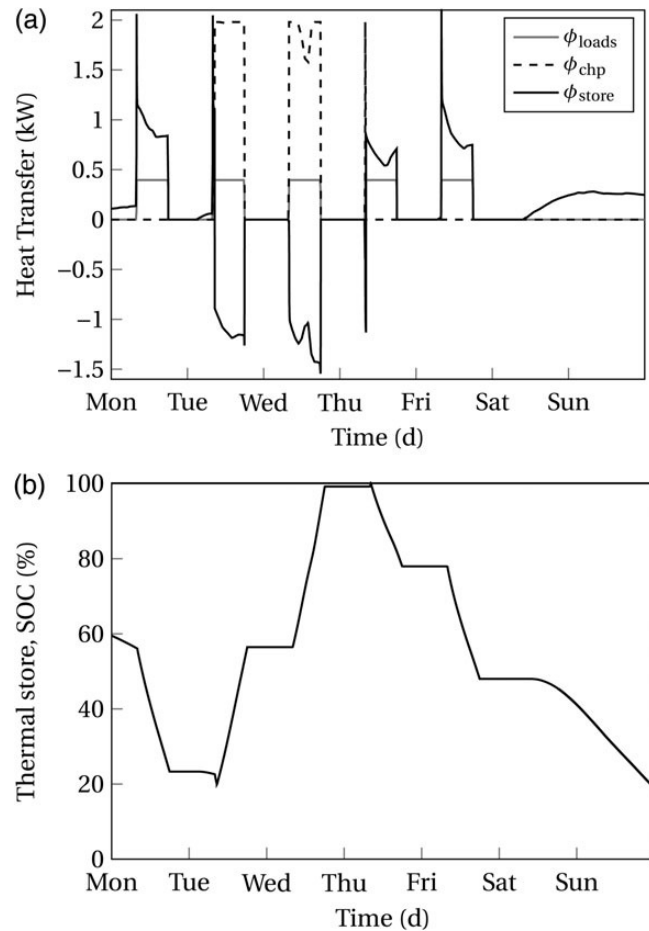 (a)
2
1.5
1
0.5
0
−0.5
−1
−1.5
Heat Transfer (kW)
ϕloads
ϕchp
ϕstore
Mon Tue Wed Thu Fri Sat Sun
Time (d)
(b)
100
80
60
40
20
0
Thermal store, SOC (%)
Mon Tue Wed Thu Fri Sat Sun
Time (d)